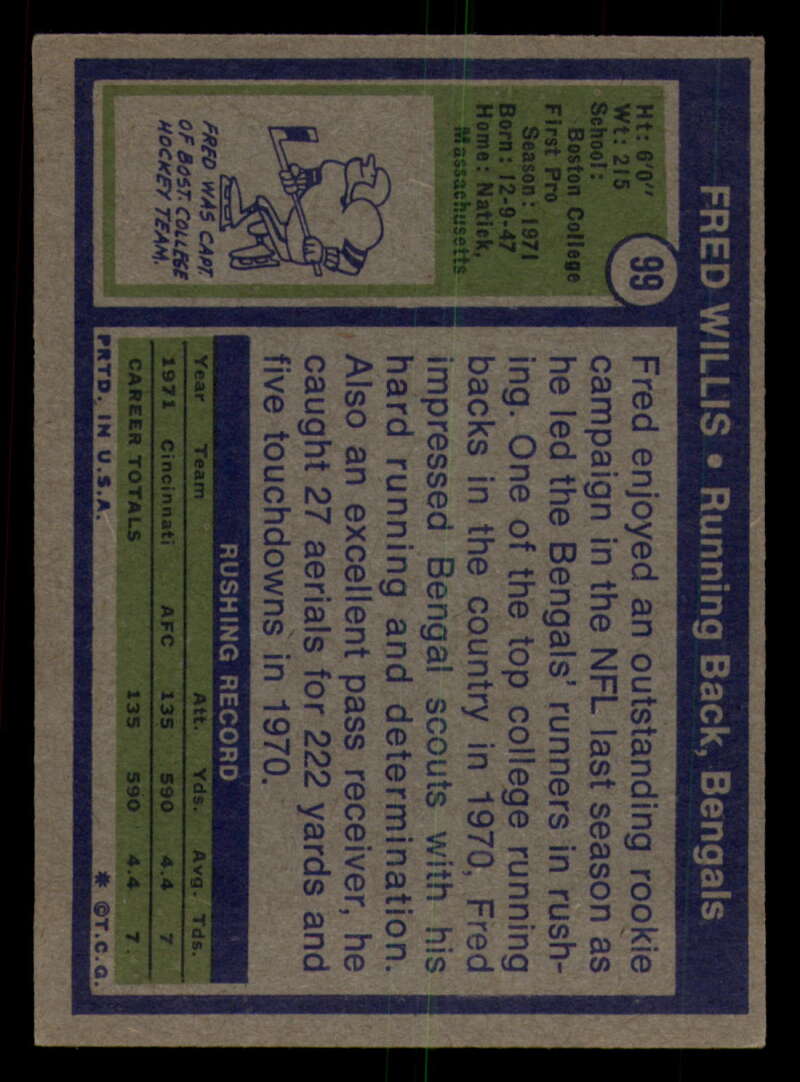 FRED WILLIS • Running Back, Bengals
99
Ht: 6'0"
Wt: 215
School:
Boston College
First Pro
Season: 1971
Born: 12-9-47
Home: Natick,
Massachusetts
FRED WAS CAPT.
OF BOST. COLLEGE
HOCKEY TEAM.
Fred enjoyed an outstanding rookie
campaign in the NFL last season as
he led the Bengals' runners in rush-
ing. One of the top college running
backs in the country in 1970, Fred
impressed Bengal scouts with his
hard running and determination.
Also an excellent pass receiver, he
caught 27 aerials for 222 yards and
five touchdowns in 1970.
RUSHING RECORD
Year Team Att. Yds. Avg. Tds.
1971 Cincinnati AFC 135 590 4.4 7
CAREER TOTALS 135 590 4.4 7
PRTD. IN U.S.A. * ©T.C.G.